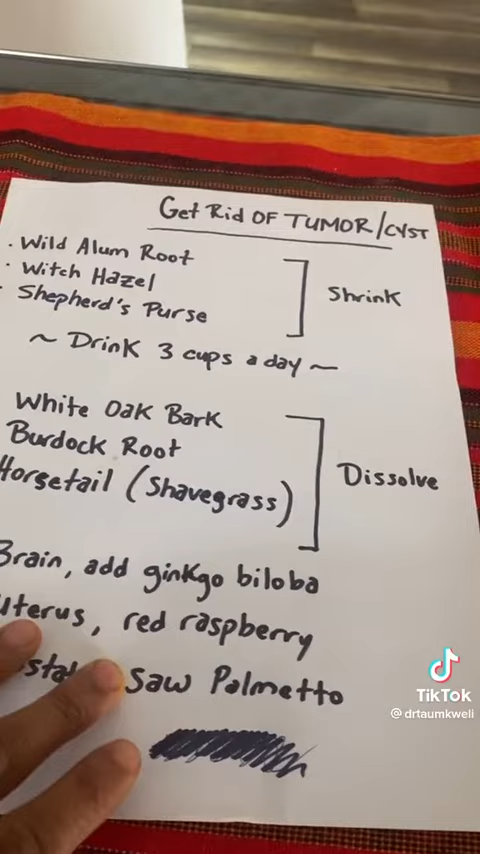 Get Rid OF TUMOR/CYST
· Wild Alum Root
· Witch Hazel
· Shepherd's Purse
Shrink
~ Drink 3 cups a day ~
White Oak Bark
Burdock Root
Horsetail (Shavegrass)
Dissolve
Brain, add ginkgo biloba
Uterus, red raspberry
Saw Palmetto
TikTok
@drtaumkweli